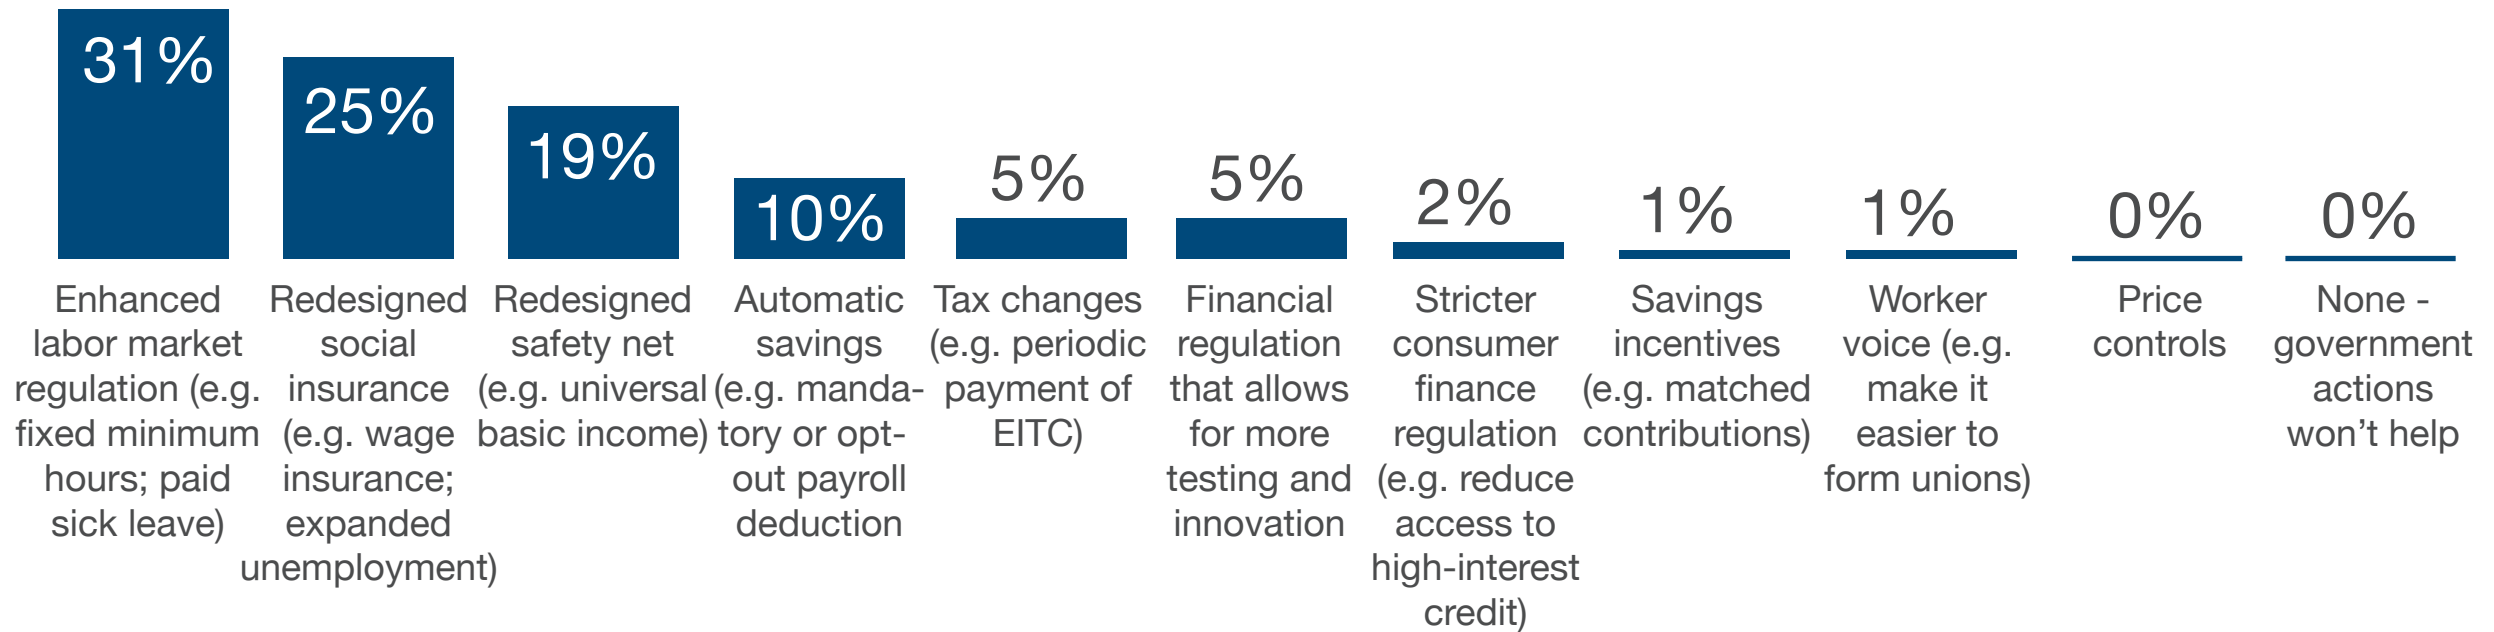 31%
25%
19%
10%
5%
5%
2%
1%
1%
0%
0%
Enhanced
labor market
regulation (e.g.
fixed minimum
hours; paid
sick leave)
Redesigned
social
insurance
(e.g. wage
insurance;
expanded
unemployment)
Redesigned
safety net
(e.g. universal
basic income)
Automatic
savings
(e.g. manda-
tory or opt-
out payroll
deduction
Tax changes
(e.g. periodic
payment of
EITC)
Financial
regulation
that allows
for more
testing and
innovation
Stricter
consumer
finance
regulation
(e.g. reduce
access to
high-interest
credit)
Savings
incentives
(e.g. matched
contributions)
Worker
voice (e.g.
make it
easier to
form unions)
Price
controls
None -
government
actions
won’t help